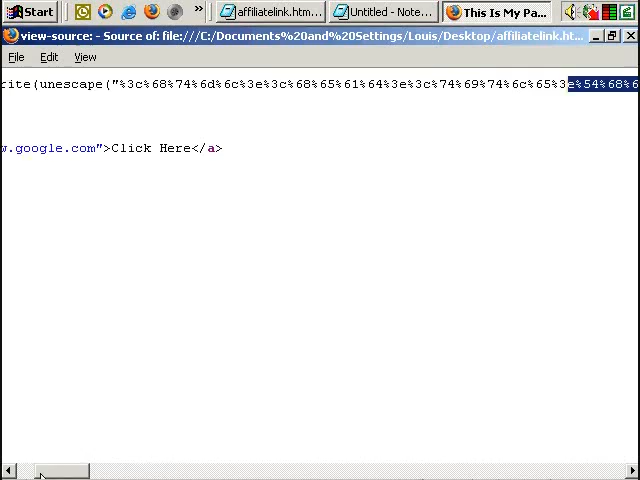 Start » affiliatelink.htm... Untitled - Note... This Is My Pa...
view-source: - Source of: file:///C:/Documents%20and%20Settings/Louis/Desktop/affiliatelink.ht...
File Edit View
rite(unescape("%3c%68%74%6d%6c%3e%3c%68%65%61%64%3e%3c%74%69%74%6c%65%3e%54%68%6
w.google.com">Click Here</a>